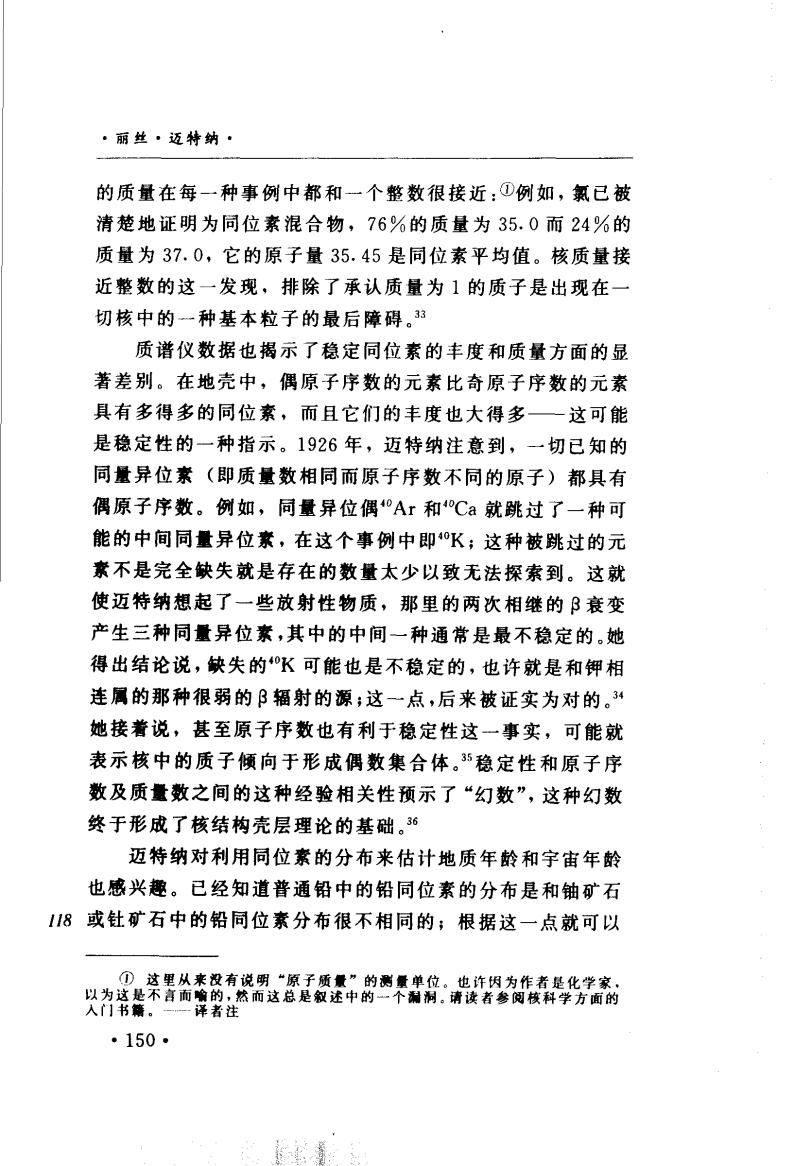 ·丽丝·迈特纳·
的质量在每一种事例中都和一个整数很接近：①例如，氯已被
清楚地证明为同位素混合物，76%的质量为 35.0 而 24%的
质量为 37.0，它的原子量 35.45 是同位素平均值。核质量接
近整数的这一发现，排除了承认质量为 1 的质子是出现在一
切核中的一种基本粒子的最后障碍。³³
质谱仪数据也揭示了稳定同位素的丰度和质量方面的显
著差别。在地壳中，偶原子序数的元素比奇原子序数的元素
具有多得多的同位素，而且它们的丰度也大得多——这可能
是稳定性的一种指示。1926 年，迈特纳注意到，一切已知的
同量异位素（即质量数相同而原子序数不同的原子）都具有
偶原子序数。例如，同量异位偶⁴⁰Ar 和⁴⁰Ca 就跳过了一种可
能的中间同量异位素，在这个事例中即⁴⁰K；这种被跳过的元
素不是完全缺失就是存在的数量太少以致无法探索到。这就
使迈特纳想起了一些放射性物质，那里的两次相继的 β 衰变
产生三种同量异位素，其中的中间一种通常是最不稳定的。她
得出结论说，缺失的⁴⁰K 可能也是不稳定的，也许就是和钾相
连属的那种很弱的 β 辐射的源；这一点，后来被证实为对的。³⁴
她接着说，甚至原子序数也有利于稳定性这一事实，可能就
表示核中的质子倾向于形成偶数集合体。³⁵稳定性和原子序
数及质量数之间的这种经验相关性预示了“幻数”，这种幻数
终于形成了核结构壳层理论的基础。³⁶
迈特纳对利用同位素的分布来估计地质年龄和宇宙年龄
也感兴趣。已经知道普通铅中的铅同位素的分布是和铀矿石
118 或钍矿石中的铅同位素分布很不相同的；根据这一点就可以
① 这里从来没有说明“原子质量”的测量单位。也许因为作者是化学家，
以为这是不言而喻的，然而这总是叙述中的一个漏洞。请读者参阅核科学方面的
入门书籍。——译者注
·150·